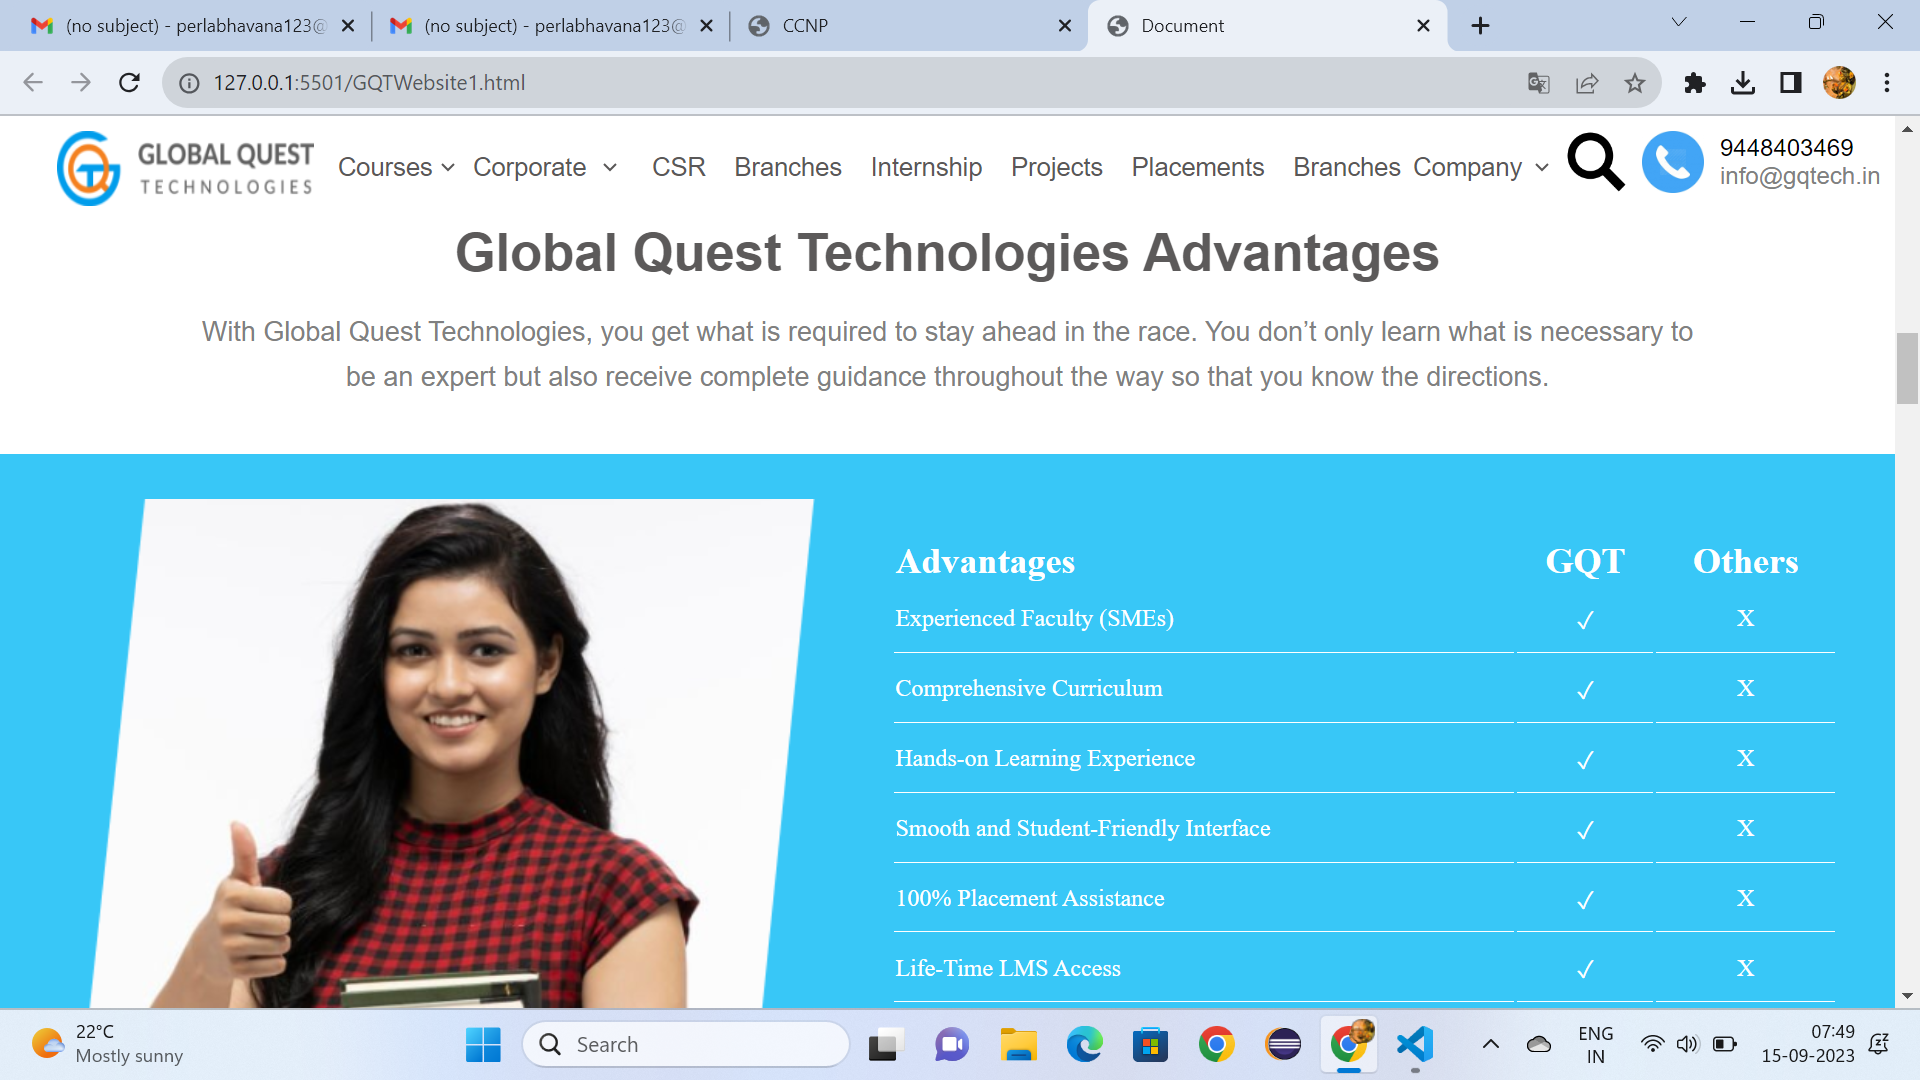 (no subject) - perlabhavana123@
(no subject) - perlabhavana123@
CCNP
Document
127.0.0.1:5501/GQTWebsite1.html
GLOBAL QUEST
TECHNOLOGIES
Courses
Corporate
CSR
Branches
Internship
Projects
Placements
Branches
Company
9448403469
info@gqtech.in
Global Quest Technologies Advantages
With Global Quest Technologies, you get what is required to stay ahead in the race. You don’t only learn what is necessary to
be an expert but also receive complete guidance throughout the way so that you know the directions.
Advantages GQT Others
Experienced Faculty (SMEs) ✓ X
Comprehensive Curriculum ✓ X
Hands-on Learning Experience ✓ X
Smooth and Student-Friendly Interface ✓ X
100% Placement Assistance ✓ X
Life-Time LMS Access ✓ X
22°C
Mostly sunny
Search
ENG
IN
07:49
15-09-2023